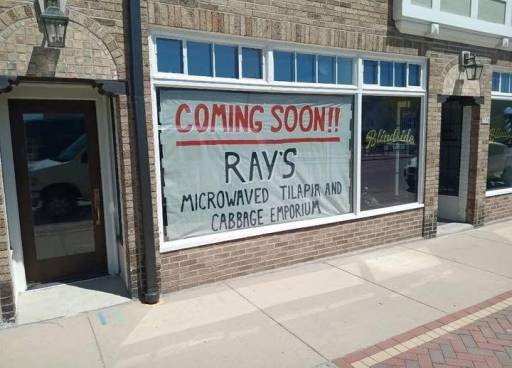 COMING SOON!!
RAY'S
MICROWAVED TILAPIA AND
CABBAGE EMPORIUM
Blindside